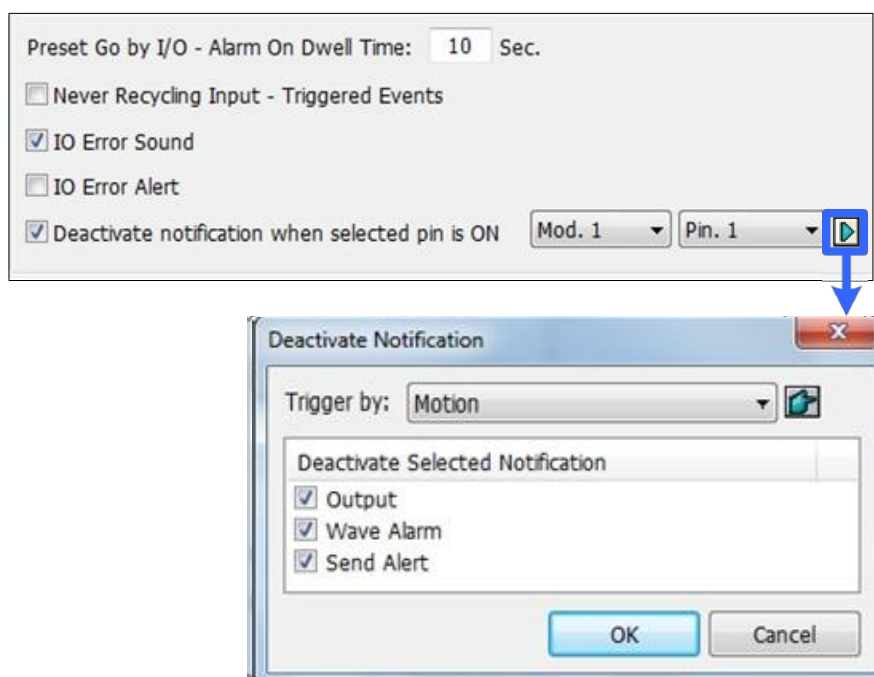 Preset Go by I/O - Alarm On Dwell Time: 10 Sec.
Never Recycling Input - Triggered Events
IO Error Sound
IO Error Alert
Deactivate notification when selected pin is ON Mod. 1 Pin. 1
Deactivate Notification
Trigger by: Motion
Deactivate Selected Notification
Output
Wave Alarm
Send Alert
OK Cancel